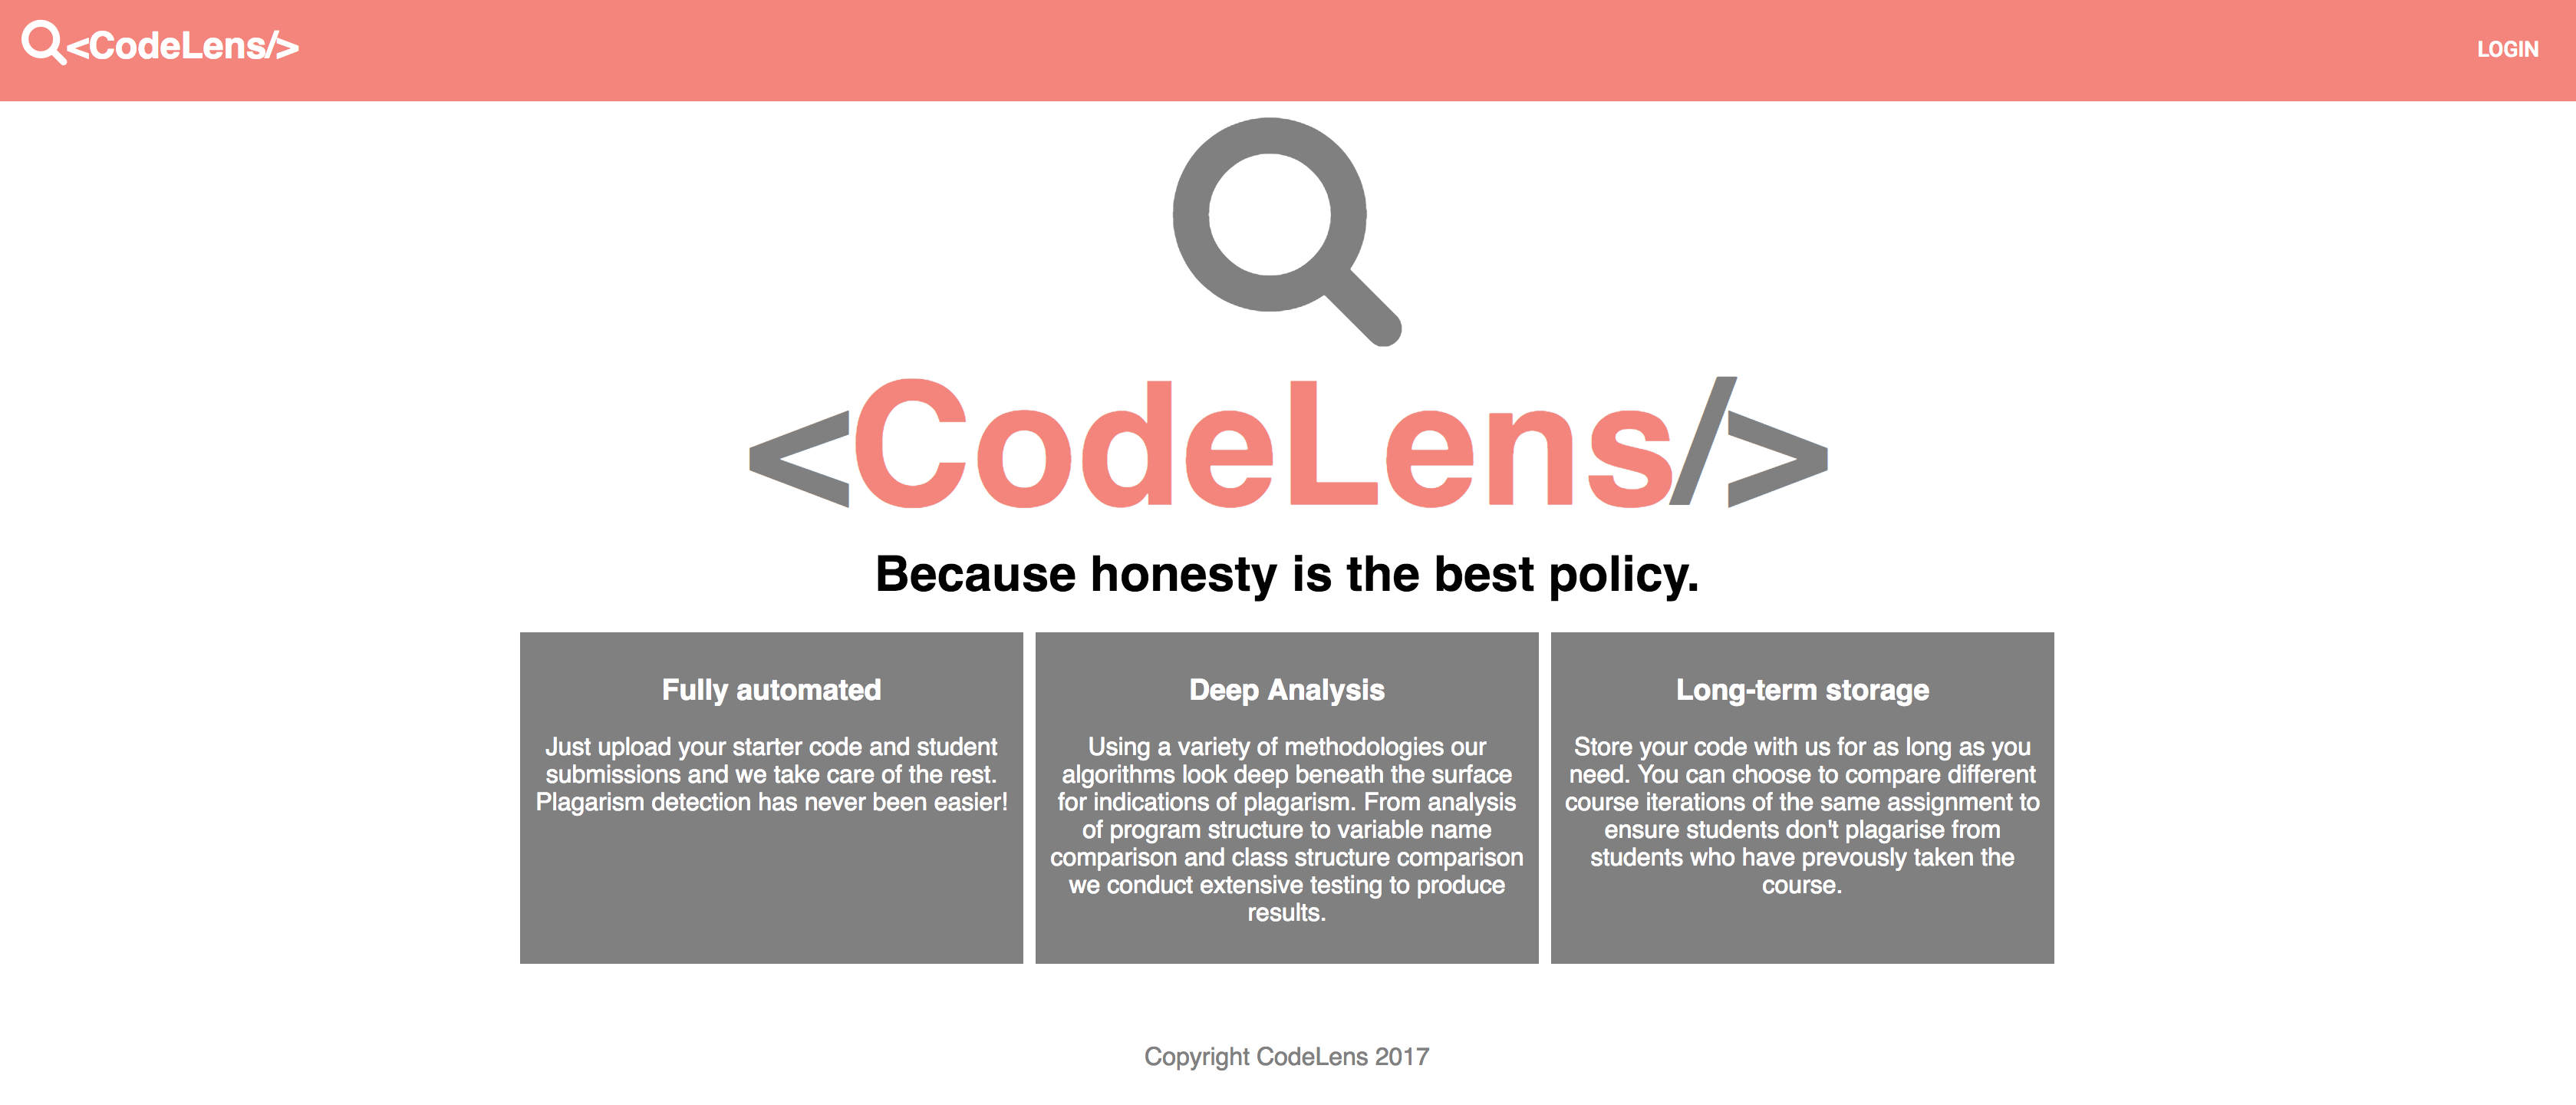 <CodeLens/>
LOGIN
<CodeLens/>
Because honesty is the best policy.
Fully automated
Just upload your starter code and student
submissions and we take care of the rest.
Plagarism detection has never been easier!
Deep Analysis
Using a variety of methodologies our
algorithms look deep beneath the surface
for indications of plagarism. From analysis
of program structure to variable name
comparison and class structure comparison
we conduct extensive testing to produce
results.
Long-term storage
Store your code with us for as long as you
need. You can choose to compare different
course iterations of the same assignment to
ensure students don't plagarise from
students who have prevously taken the
course.
Copyright CodeLens 2017